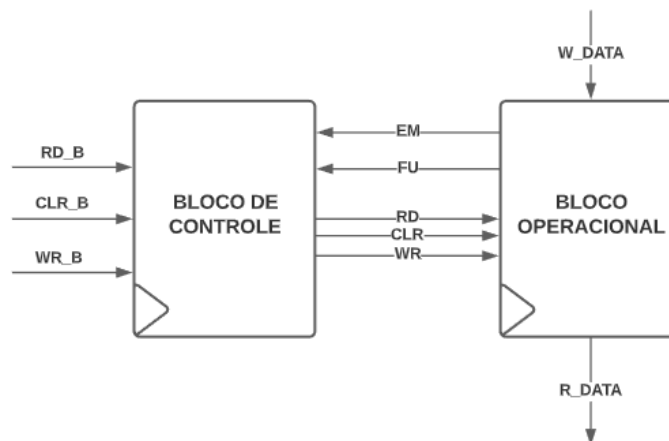 W_DATA
EM
RD_B
FU
BLOCO DE
CONTROLE
BLOCO
OPERACIONAL
CLR_B
RD
CLR
WR
WR_B
R_DATA